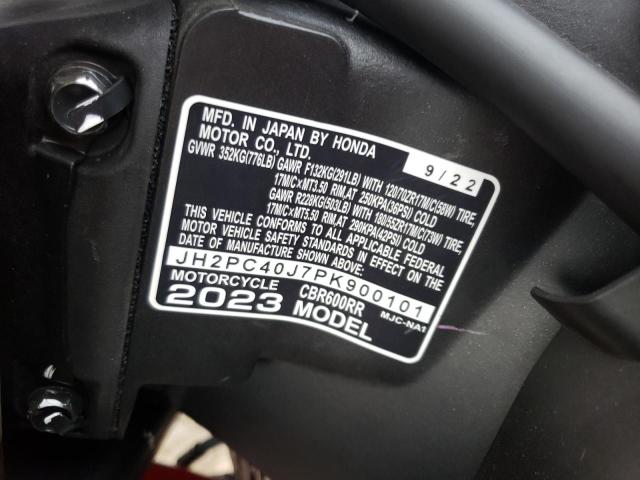 MFD. IN JAPAN BY HONDA
MOTOR CO., LTD. 9/22
GVWR 352KG(776LB) GAWR F132KG(291LB) WITH 120/70ZR17M/C(58W) TIRE,
17M/C×MT3.50 RIM AT 250KPA(36PSI) COLD
GAWR R228KG(503LB) WITH 180/55ZR17M/C(73W) TIRE,
17M/C×MT5.50 RIM AT 290KPA(42PSI) COLD
THIS VEHICLE CONFORMS TO ALL APPLICABLE FEDERAL
MOTOR VEHICLE SAFETY STANDARDS IN EFFECT ON THE
DATE OF MANUFACTURE SHOWN ABOVE.
JH2PC40J7PK900101
MOTORCYCLE CBR600RR MJC-NA1
2023 MODEL